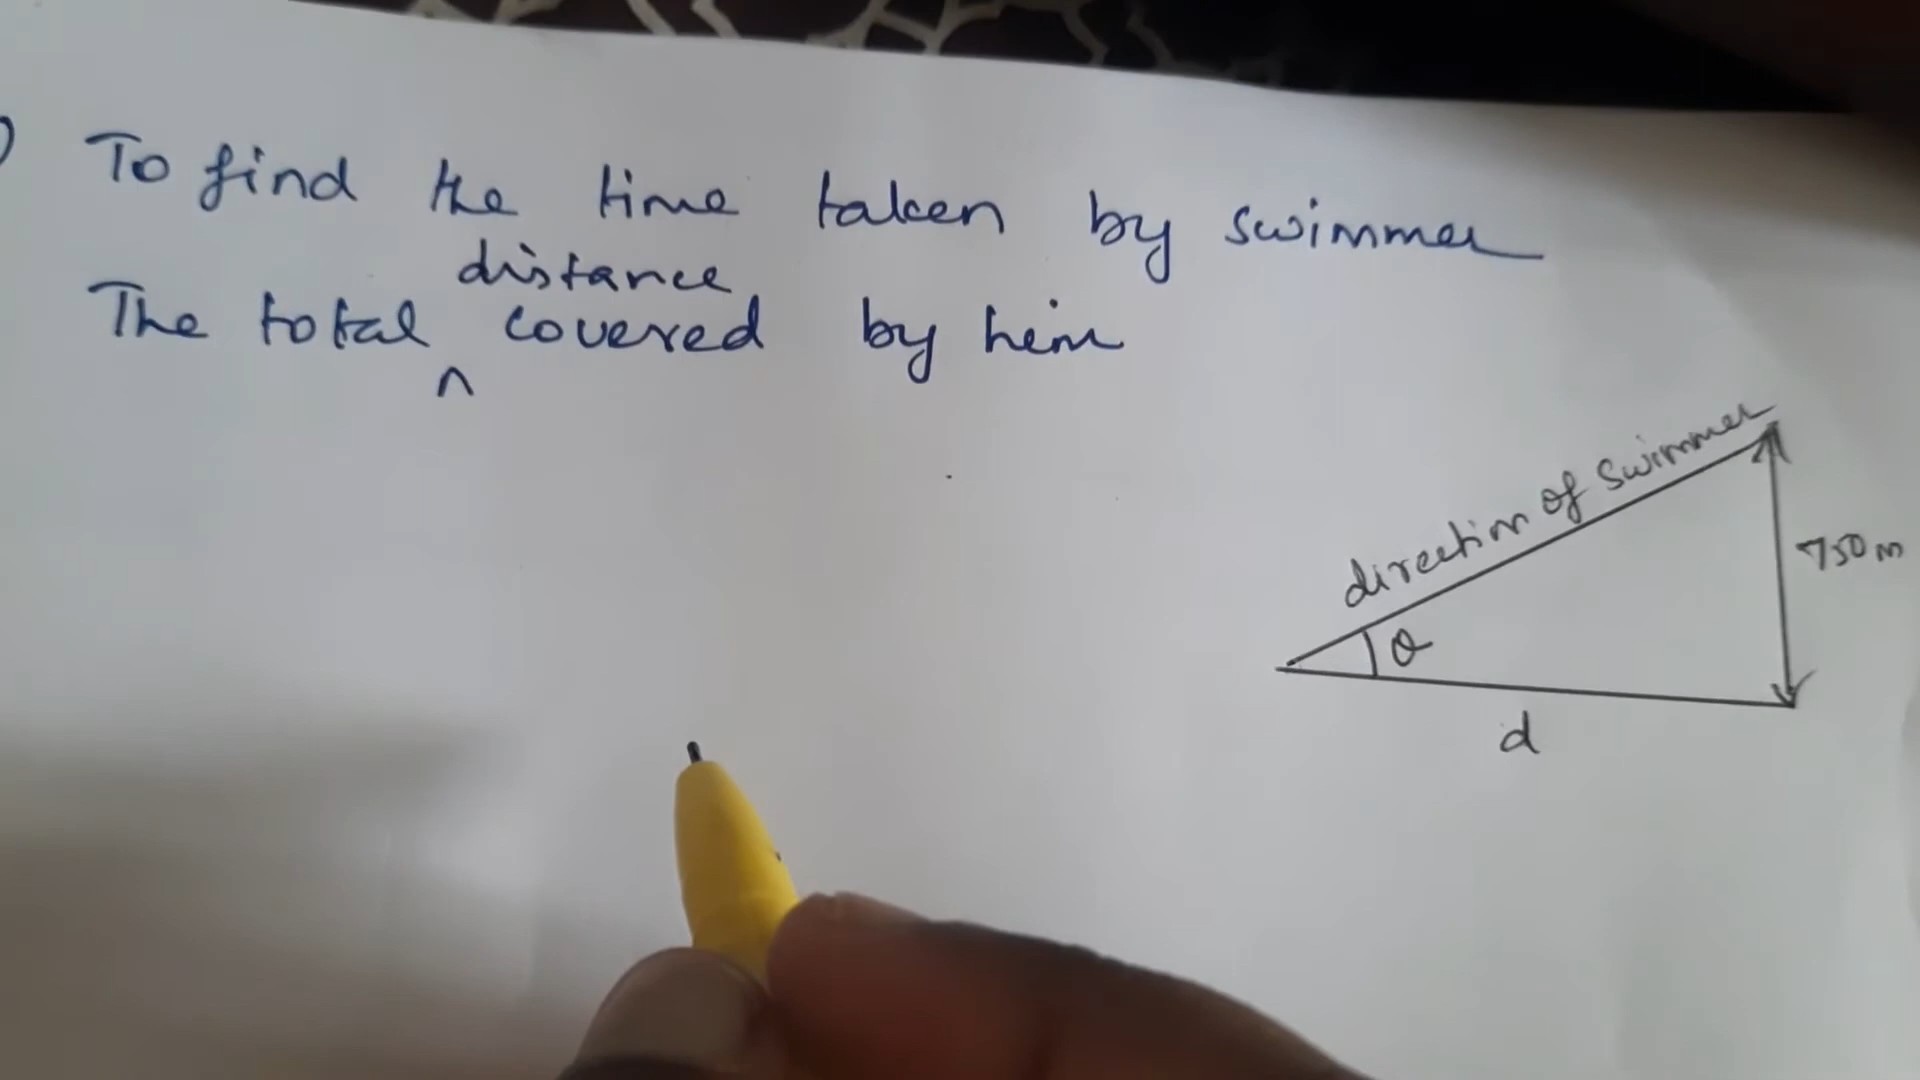 ) To find the time taken by swimmer
The total distance covered by him
^
direction of swimmer
750 m
θ
d